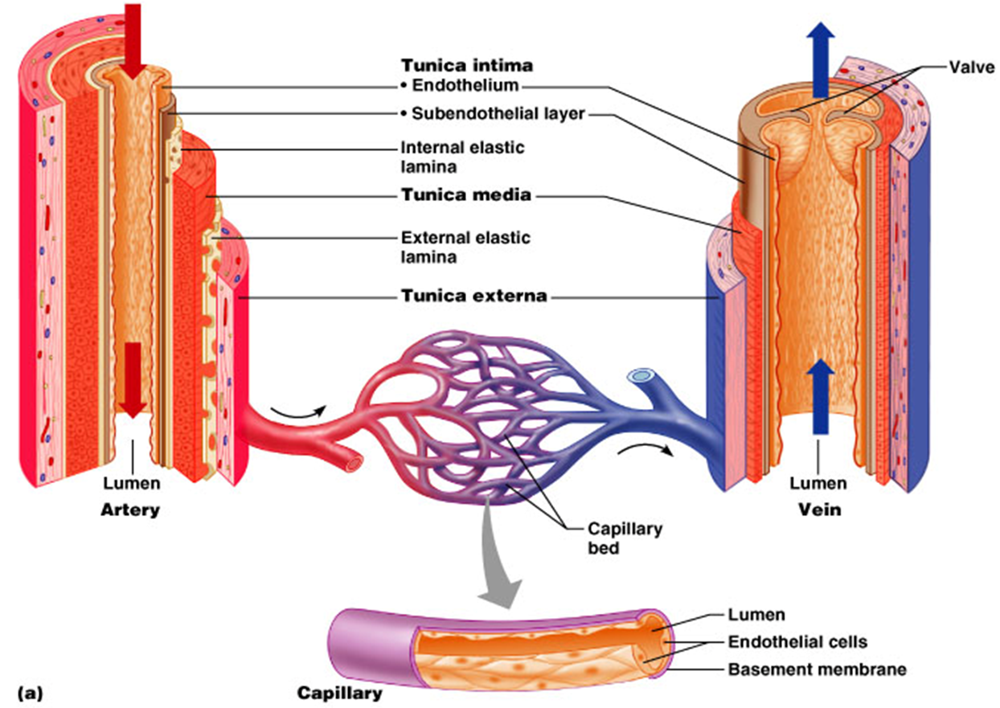 Tunica intima
• Endothelium
• Subendothelial layer
Internal elastic
lamina
Tunica media
External elastic
lamina
Tunica externa
Valve
Lumen
Artery
Lumen
Vein
Capillary
bed
Lumen
Endothelial cells
Basement membrane
Capillary
(a)